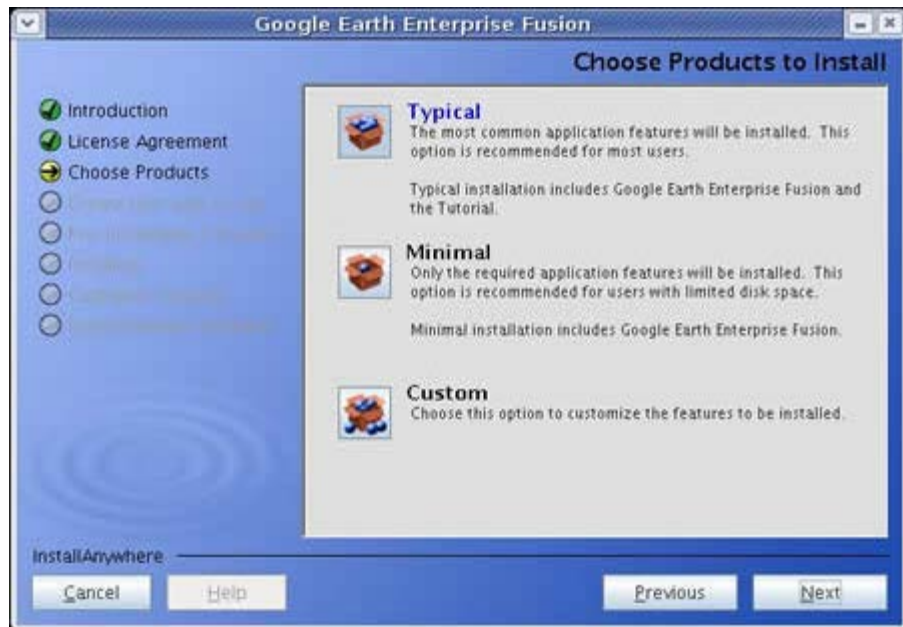 Google Earth Enterprise Fusion
Choose Products to Install
Introduction
License Agreement
Choose Products
Typical
The most common application features will be installed. This
option is recommended for most users.
Typical installation includes Google Earth Enterprise Fusion and
the Tutorial.
Minimal
Only the required application features will be installed. This
option is recommended for users with limited disk space.
Minimal installation includes Google Earth Enterprise Fusion.
Custom
Choose this option to customize the features to be installed.
InstallAnywhere
Cancel
Help
Previous
Next